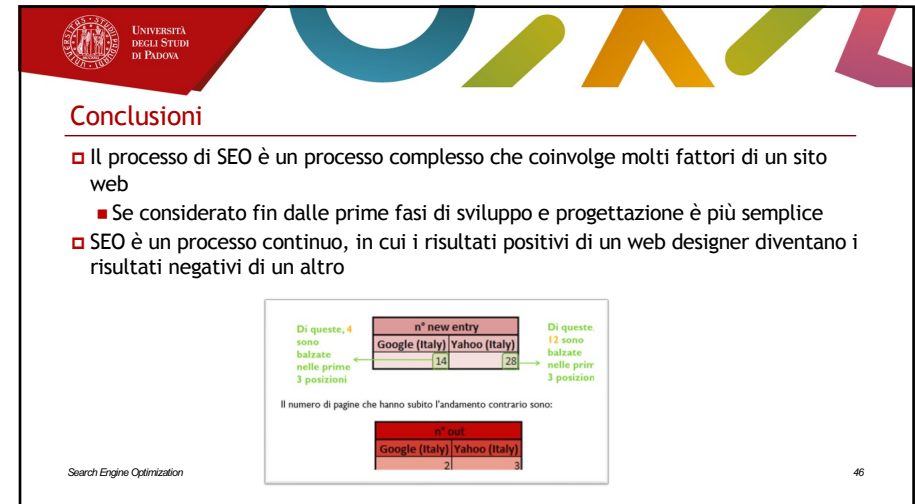 UNIVERSITÀ
DEGLI STUDI
DI PADOVA
Conclusioni
Il processo di SEO è un processo complesso che coinvolge molti fattori di un sito
web
Se considerato fin dalle prime fasi di sviluppo e progettazione è più semplice
SEO è un processo continuo, in cui i risultati positivi di un web designer diventano i
risultati negativi di un altro
Di queste, 4
sono
balzate
nelle prime
3 posizioni
n° new entry
Google (Italy) Yahoo (Italy)
14 28
Di queste
12 sono
balzate
nelle prim
3 posizion
Il numero di pagine che hanno subito l'andamento contrario sono:
n° out
Google (Italy) Yahoo (Italy)
2 3
Search Engine Optimization
46